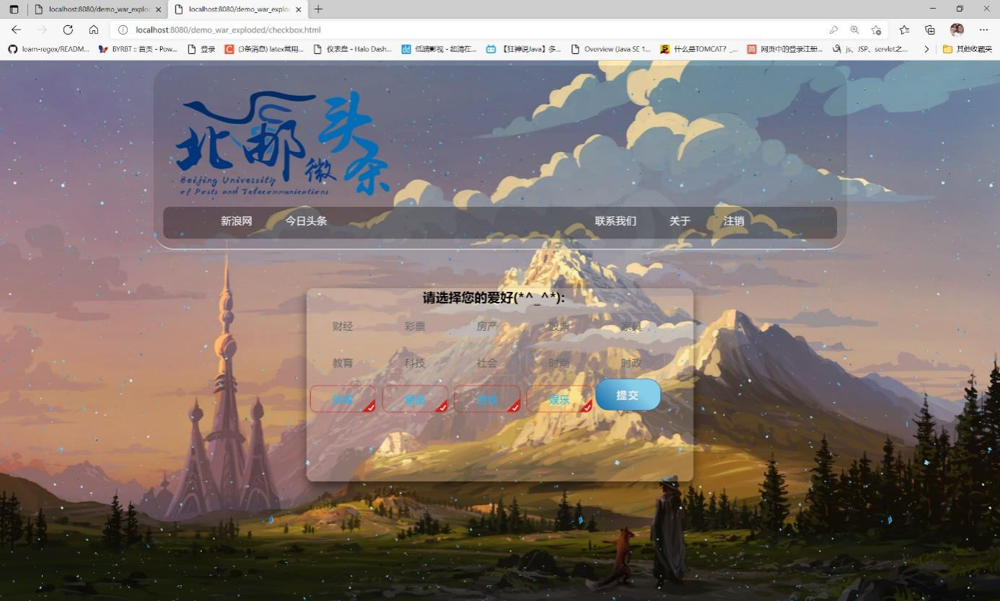 localhost:8080/demo_war_explo
localhost:8080/demo_war_explo
localhost:8080/demo_war_exploded/checkbox.html
learn-regex/READM...
BYRBT :: 首页 - Pow...
登录
(3条消息) latex常用...
仪表盘 - Halo Dash...
低端影视 - 超清在...
【狂神说Java】多...
Overview (Java SE 1...
什么是TOMCAT? _...
网页中的登录注册...
js、JSP、servlet之...
其他收藏夹
北邮微头条
Beijing University
of Posts and Telecommunications
新浪网 今日头条 联系我们 关于 注销
请选择您的爱好(*^_^*):
财经 彩票 房产 股票 家具
教育 科技 社会 时尚 时政
体育 星座 游戏 娱乐 提交